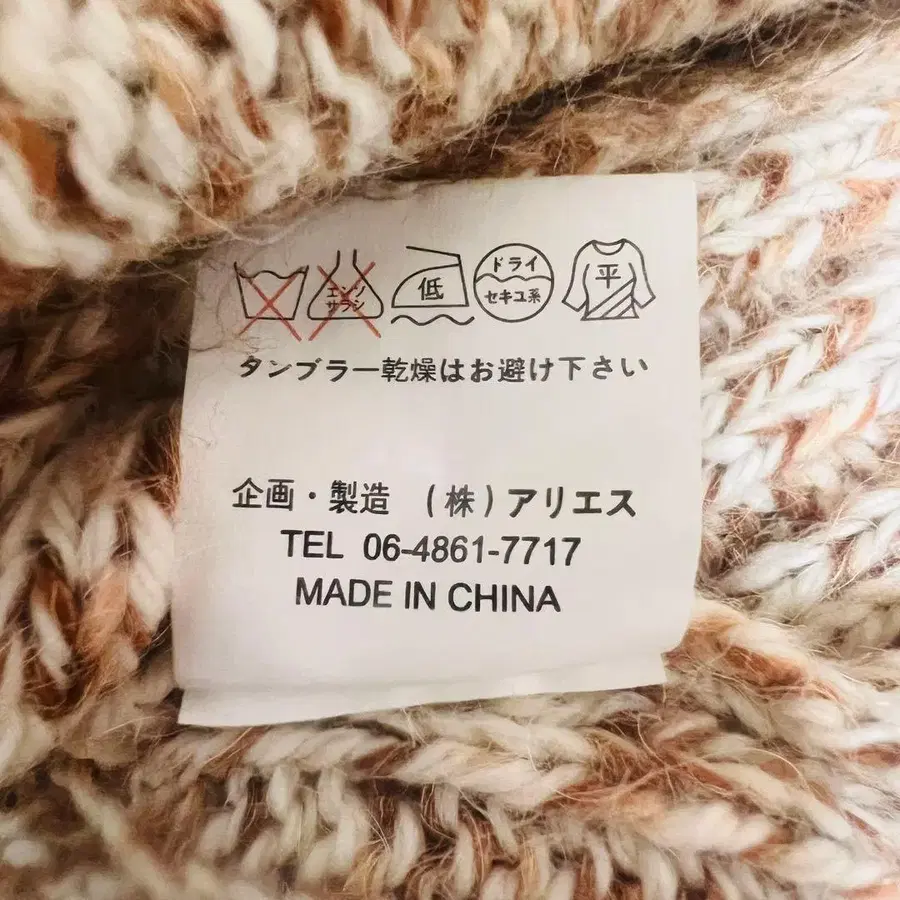 エンソ
サラシ
低
ドライ
セキユ系
平
タンブラー乾燥はお避け下さい
企画・製造 (株)アリエス
TEL 06-4861-7717
MADE IN CHINA